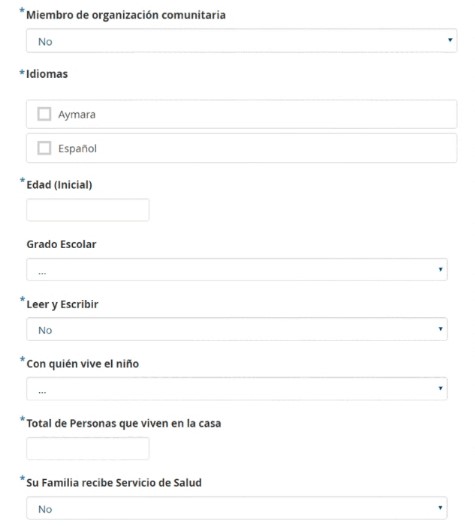 *Miembro de organización comunitaria
No
*Idiomas
Aymara
Español
*Edad (Inicial)
Grado Escolar
...
*Leer y Escribir
No
*Con quién vive el niño
...
*Total de Personas que viven en la casa
*Su Familia recibe Servicio de Salud
No